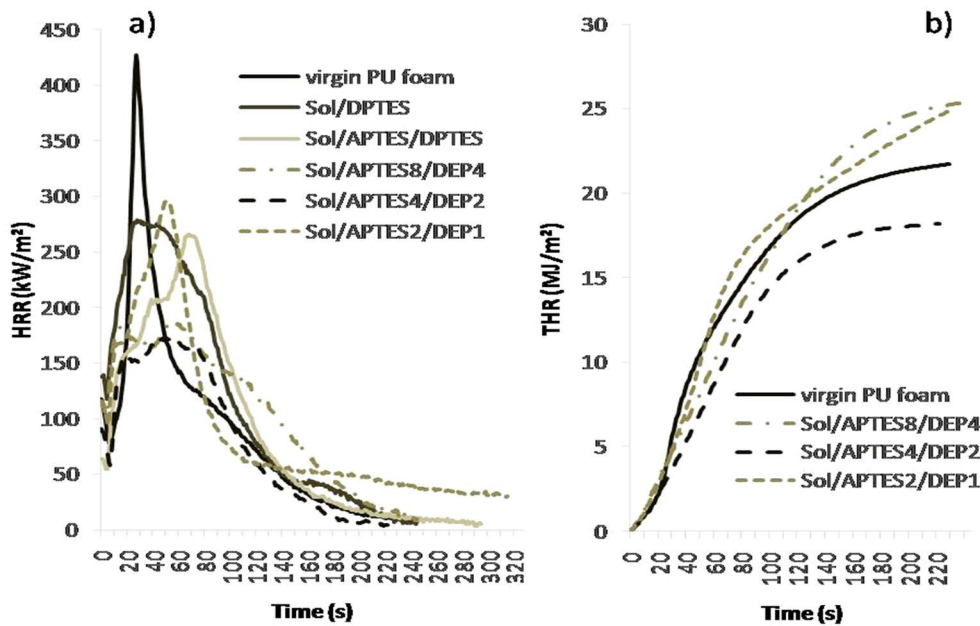 a)
450
400
350
300
250
200
150
100
50
0
HRR (kW/m²)
virgin PU foam
Sol/DPTES
Sol/APTES/DPTES
Sol/APTES8/DEP4
Sol/APTES4/DEP2
Sol/APTES2/DEP1
0 20 40 60 80 100 120 140 160 180 200 220 240 260 280 300 320
Time (s)
b)
30
25
20
15
10
5
0
THR (MJ/m²)
virgin PU foam
Sol/APTES8/DEP4
Sol/APTES4/DEP2
Sol/APTES2/DEP1
0 20 40 60 80 100 120 140 160 180 200 220
Time (s)